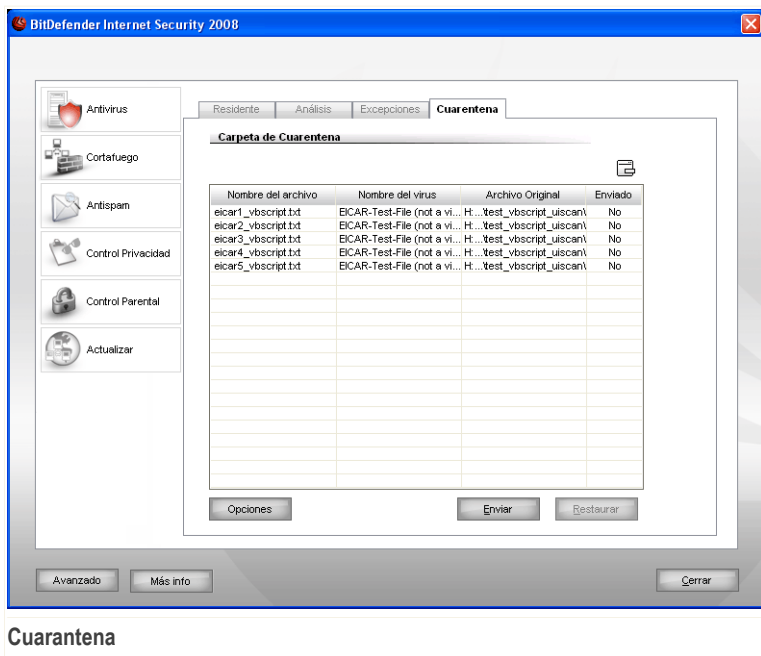 BitDefender Internet Security 2008
Antivirus
Cortafuego
Antispam
Control Privacidad
Control Parental
Actualizar
Residente Análisis Excepciones Cuarentena
Carpeta de Cuarentena
Nombre del archivo Nombre del virus Archivo Original Enviado
eicar1_vbscript.txt EICAR-Test-File (not a vi... H:...\test_vbscript_uiscan\ No
eicar2_vbscript.txt EICAR-Test-File (not a vi... H:...\test_vbscript_uiscan\ No
eicar3_vbscript.txt EICAR-Test-File (not a vi... H:...\test_vbscript_uiscan\ No
eicar4_vbscript.txt EICAR-Test-File (not a vi... H:...\test_vbscript_uiscan\ No
eicar5_vbscript.txt EICAR-Test-File (not a vi... H:...\test_vbscript_uiscan\ No
Opciones Enviar Restaurar
Avanzado Más info Cerrar
Cuarantena